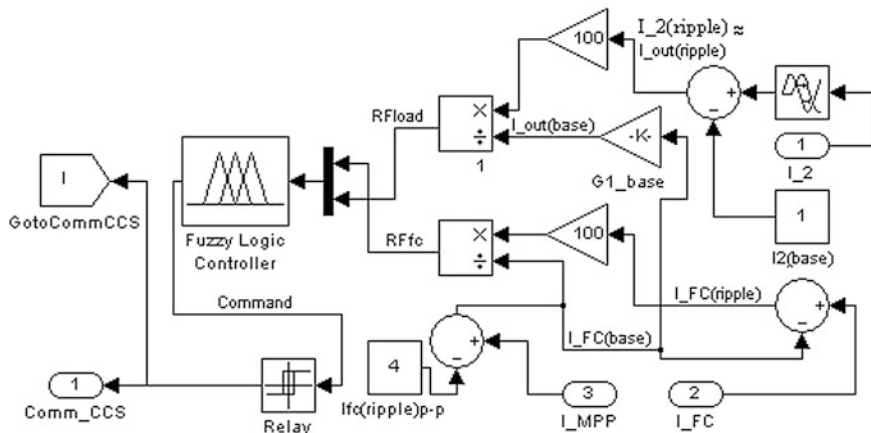 I_2(ripple) ≈
I_out(ripple)
100
RFload
×
÷
1
I_out(base)
-K-
G1_base
1
I_2
1
I2(base)
I
GotoCommCCS
Fuzzy Logic
Controller
RFfc
×
÷
100
I_FC(ripple)
Command
I_FC(base)
4
Ifc(ripple)p-p
3
I_MPP
2
I_FC
1
Comm_CCS
Relay